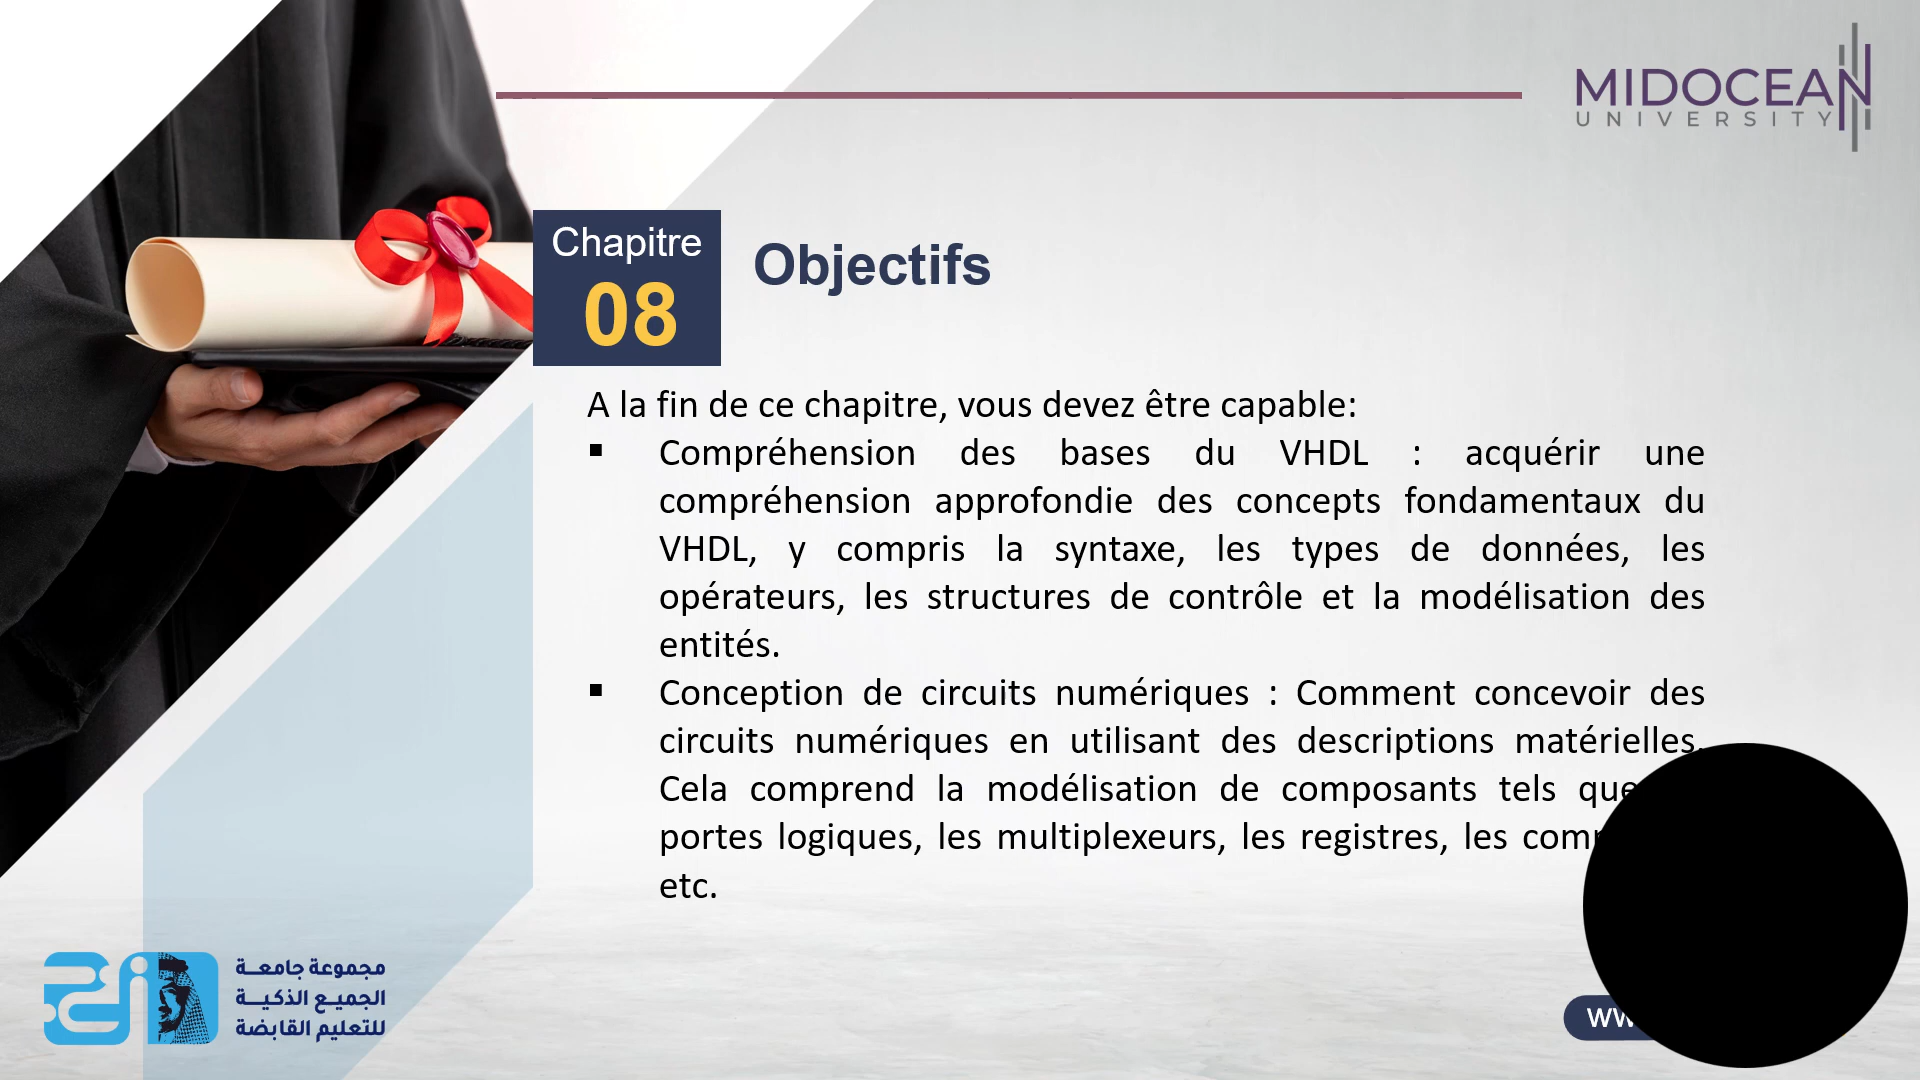 MIDOCEAN
UNIVERSITY
Chapitre
08
Objectifs
A la fin de ce chapitre, vous devez être capable:
▪ Compréhension des bases du VHDL : acquérir une
compréhension approfondie des concepts fondamentaux du
VHDL, y compris la syntaxe, les types de données, les
opérateurs, les structures de contrôle et la modélisation des
entités.
▪ Conception de circuits numériques : Comment concevoir des
circuits numériques en utilisant des descriptions matérielles.
Cela comprend la modélisation de composants tels que
portes logiques, les multiplexeurs, les registres, les
etc.
مجموعة جامعـــة
الجميـع الذكيـــة
للتعليم القابضة